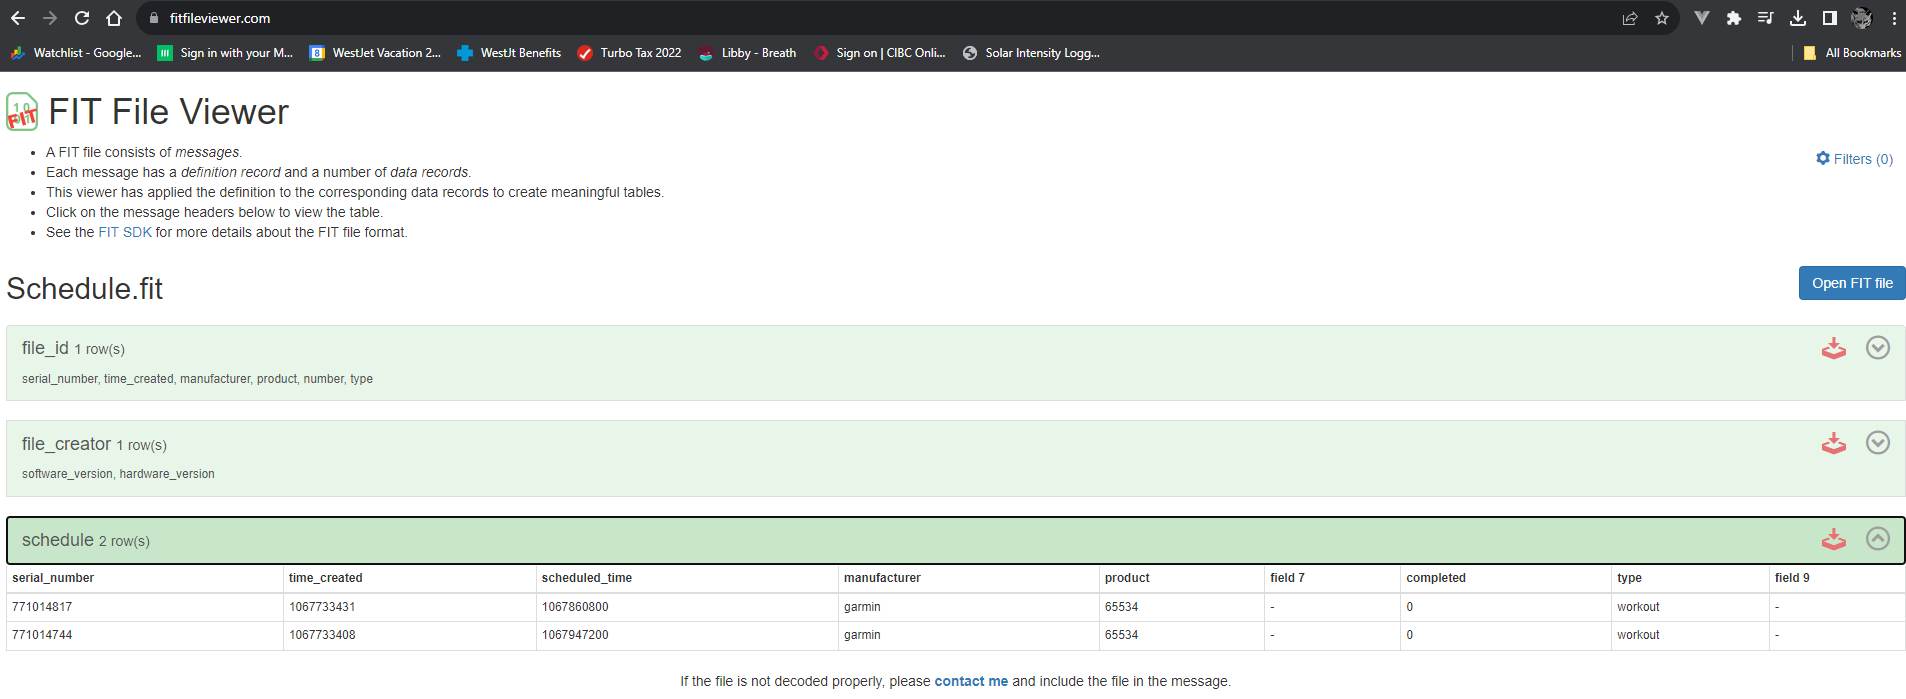 fitfileviewer.com
Watchlist - Google...
Sign in with your M...
WestJet Vacation 2...
WestJt Benefits
Turbo Tax 2022
Libby - Breath
Sign on | CIBC Onli...
Solar Intensity Logg...
All Bookmarks
FIT File Viewer
A FIT file consists of messages.
Each message has a definition record and a number of data records.
This viewer has applied the definition to the corresponding data records to create meaningful tables.
Click on the message headers below to view the table.
See the FIT SDK for more details about the FIT file format.
Filters (0)
Schedule.fit
Open FIT file
file_id 1 row(s)
serial_number, time_created, manufacturer, product, number, type
file_creator 1 row(s)
software_version, hardware_version
schedule 2 row(s)
serial_number time_created scheduled_time manufacturer product field 7 completed type field 9
771014817 1067733431 1067860800 garmin 65534 - 0 workout -
771014744 1067733408 1067947200 garmin 65534 - 0 workout -
If the file is not decoded properly, please contact me and include the file in the message.